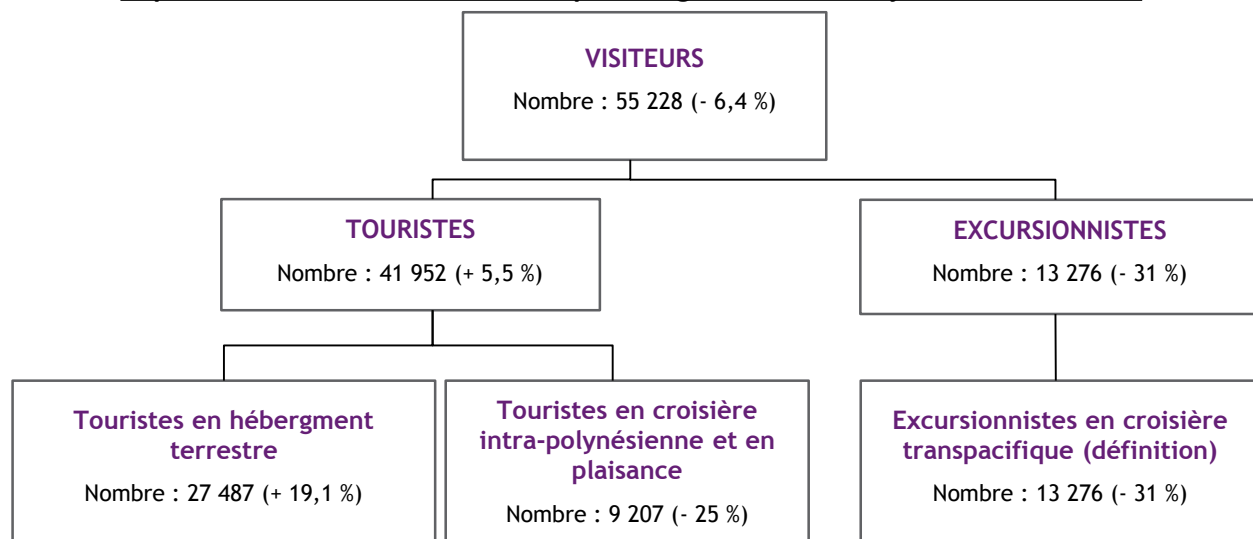 VISITEURS
Nombre : 55 228 (- 6,4 %)
TOURISTES
Nombre : 41 952 (+ 5,5 %)
EXCURSIONNISTES
Nombre : 13 276 (- 31 %)
Touristes en hébergment
terrestre
Nombre : 27 487 (+ 19,1 %)
Touristes en croisière
intra-polynésienne et en
plaisance
Nombre : 9 207 (- 25 %)
Excursionnistes en croisière
transpacifique (définition)
Nombre : 13 276 (- 31 %)